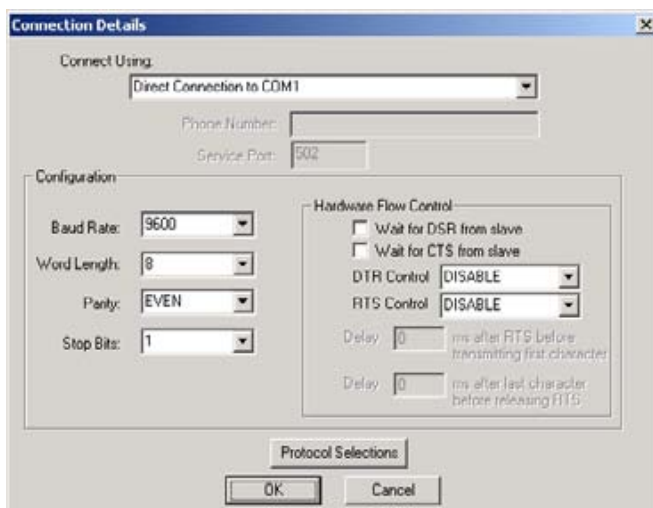 Connection Details
Connect Using:
Direct Connection to COM1
Phone Number:
Service Port: 502
Configuration
Baud Rate: 9600
Word Length: 8
Parity: EVEN
Stop Bits: 1
Hardware Flow Control
Wait for DSR from slave
Wait for CTS from slave
DTR Control DISABLE
RTS Control DISABLE
Delay 0 ms after RTS before
transmitting first character
Delay 0 ms after last character
before releasing RTS
Protocol Selections
OK Cancel